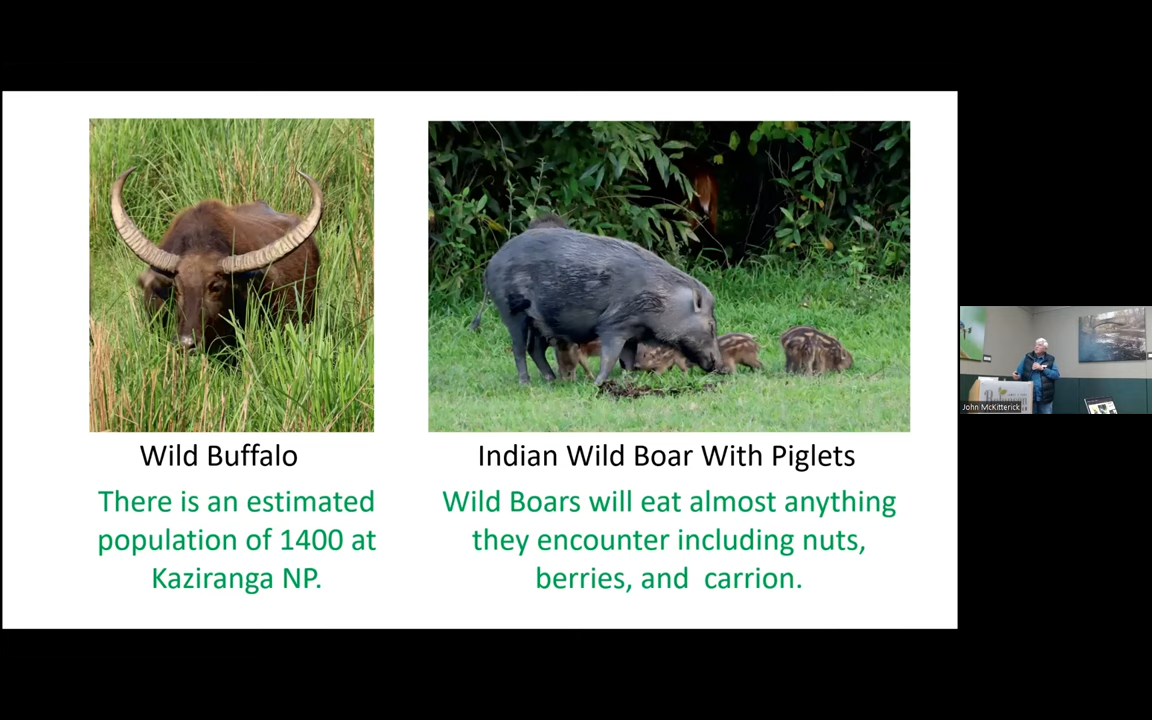 Wild Buffalo
There is an estimated
population of 1400 at
Kaziranga NP.
Indian Wild Boar With Piglets
Wild Boars will eat almost anything
they encounter including nuts,
berries, and carrion.
John McKitterick